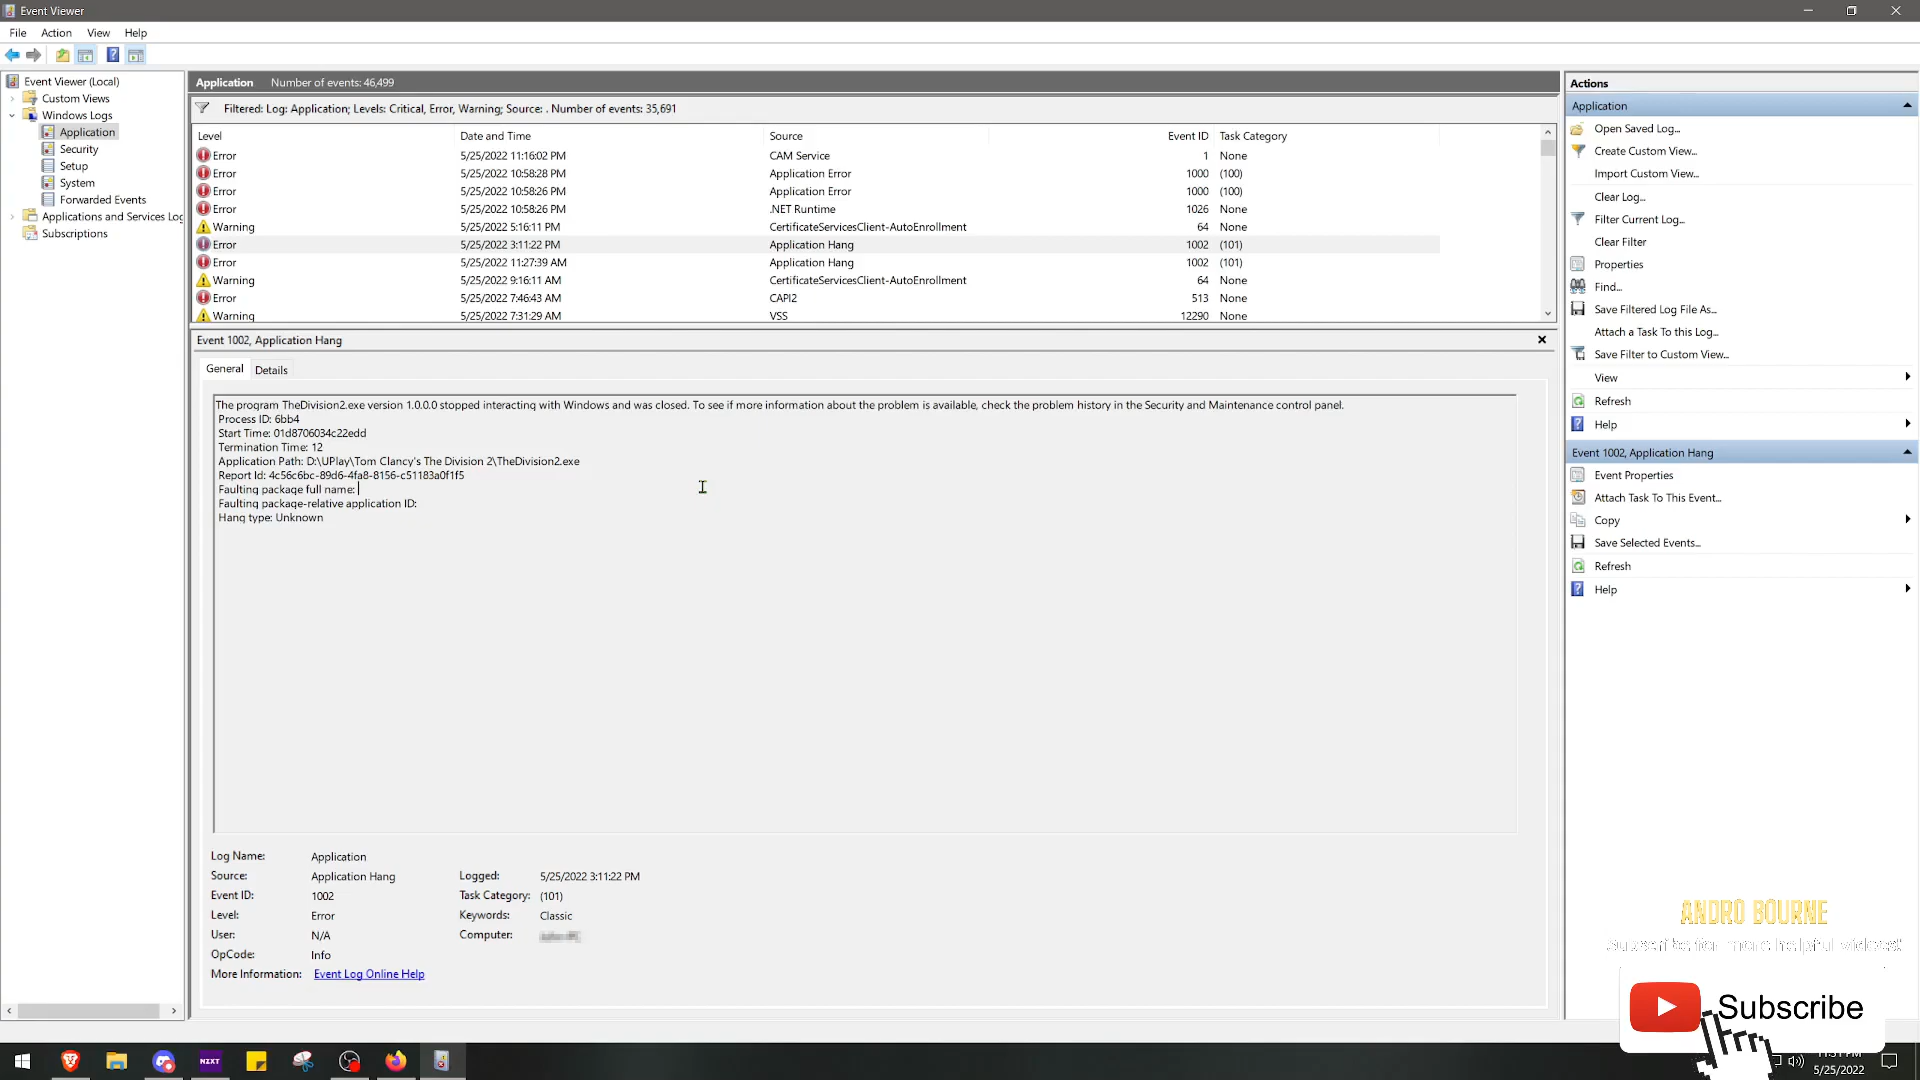 Event Viewer
File Action View Help
Event Viewer (Local)
Custom Views
Windows Logs
Application
Security
Setup
System
Forwarded Events
Applications and Services Log
Subscriptions
Application Number of events: 46,499
Filtered: Log: Application; Levels: Critical, Error, Warning; Source: . Number of events: 35,691
Level Date and Time Source Event ID Task Category
Error 5/25/2022 11:16:02 PM CAM Service 1 None
Error 5/25/2022 10:58:28 PM Application Error 1000 (100)
Error 5/25/2022 10:58:26 PM Application Error 1000 (100)
Error 5/25/2022 10:58:26 PM .NET Runtime 1026 None
Warning 5/25/2022 5:16:11 PM CertificateServicesClient-AutoEnrollment 64 None
Error 5/25/2022 3:11:22 PM Application Hang 1002 (101)
Error 5/25/2022 11:27:39 AM Application Hang 1002 (101)
Warning 5/25/2022 9:16:11 AM CertificateServicesClient-AutoEnrollment 64 None
Error 5/25/2022 7:46:43 AM CAPI2 513 None
Warning 5/25/2022 7:31:29 AM VSS 12290 None
Event 1002, Application Hang
General Details
The program TheDivision2.exe version 1.0.0.0 stopped interacting with Windows and was closed. To see if more information about the problem is available, check the problem history in the Security and Maintenance control panel.
Process ID: 6bb4
Start Time: 01d8706034c22edd
Termination Time: 12
Application Path: D:\UPlay\Tom Clancy's The Division 2\TheDivision2.exe
Report Id: 4c56c6bc-89d6-4fa8-8156-c51183a0f1f5
Faulting package full name:
Faulting package-relative application ID:
Hang type: Unknown
Log Name: Application
Source: Application Hang Logged: 5/25/2022 3:11:22 PM
Event ID: 1002 Task Category: (101)
Level: Error Keywords: Classic
User: N/A Computer:
OpCode: Info
More Information: Event Log Online Help
Actions
Application
Open Saved Log...
Create Custom View...
Import Custom View...
Clear Log...
Filter Current Log...
Clear Filter
Properties
Find...
Save Filtered Log File As...
Attach a Task To this Log...
Save Filter to Custom View...
View
Refresh
Help
Event 1002, Application Hang
Event Properties
Attach Task To This Event...
Copy
Save Selected Events...
Refresh
Help
ANDRO BOURNE
Subscribe for more helpful videos!
Subscribe
NZXT
11:31 PM
5/25/2022